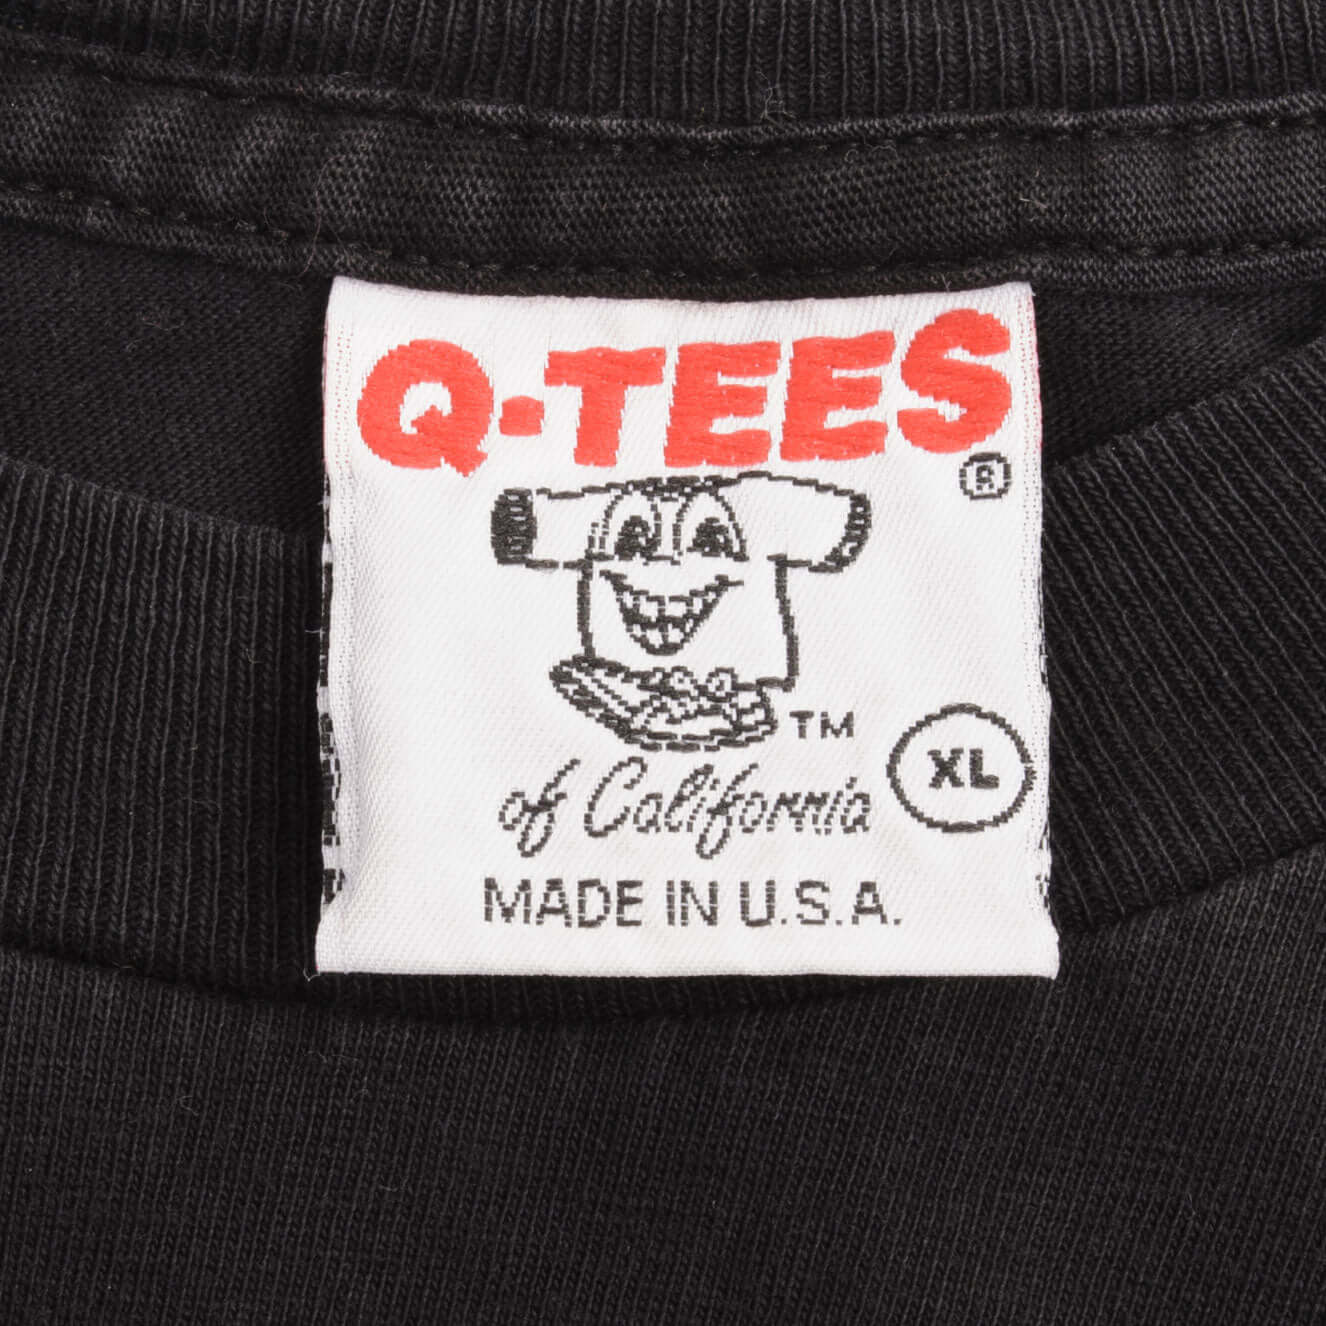 Q-TEES
®
TM
of California
XL
MADE IN U.S.A.